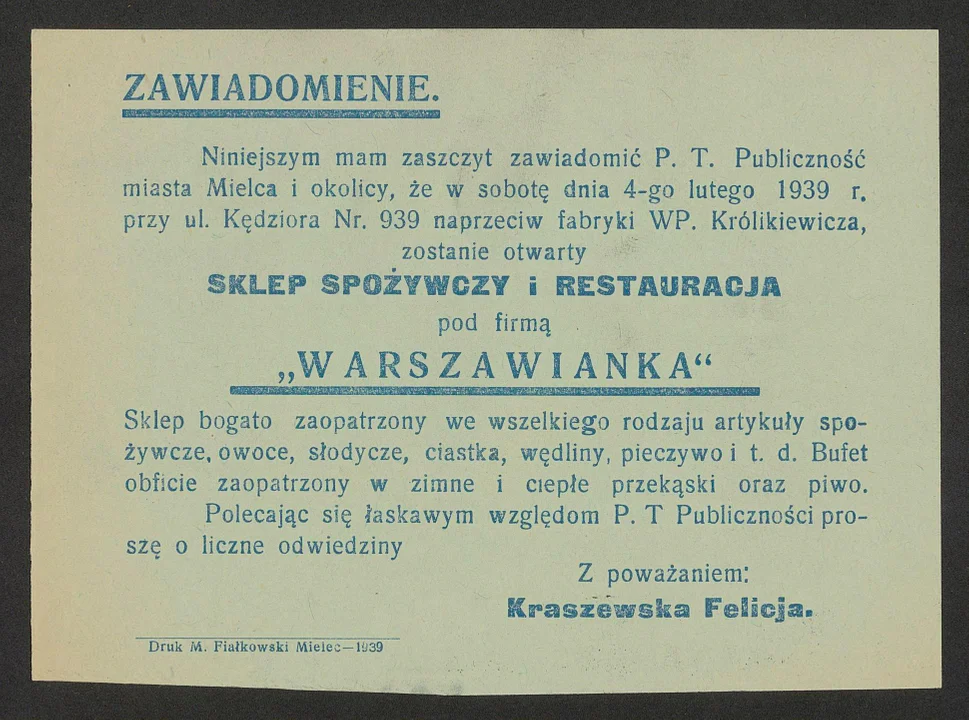 ZAWIADOMIENIE.
Niniejszym mam zaszczyt zawiadomić P. T. Publiczność
miasta Mielca i okolicy, że w sobotę dnia 4-go lutego 1939 r.
przy ul. Kędziora Nr. 939 naprzeciw fabryki WP. Królikiewicza,
zostanie otwarty
SKLEP SPOŻYWCZY i RESTAURACJA
pod firmą
„WARSZAWIANKA“
Sklep bogato zaopatrzony we wszelkiego rodzaju artykuły spo-
żywcze, owoce, słodycze, ciastka, wędliny, pieczywo i t. d. Bufet
obficie zaopatrzony w zimne i ciepłe przekąski oraz piwo.
Polecając się łaskawym względom P. T Publiczności pro-
szę o liczne odwiedziny
Z poważaniem:
Kraszewska Felicja.
Druk M. Fiałkowski Mielec—1939